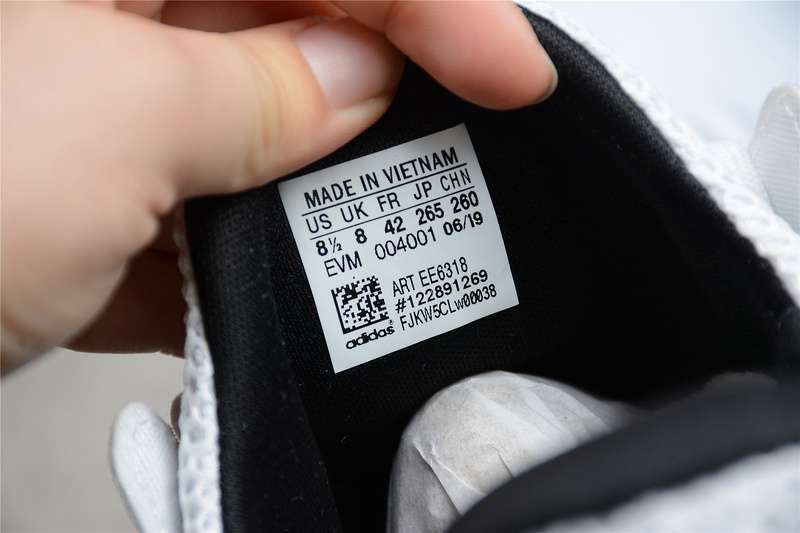 MADE IN VIETNAM
US UK FR JP CHN
8½ 8 42 265 260
EVM 004001 06/19
ART EE6318
#122891269
FJKW5CLw00038
adidas